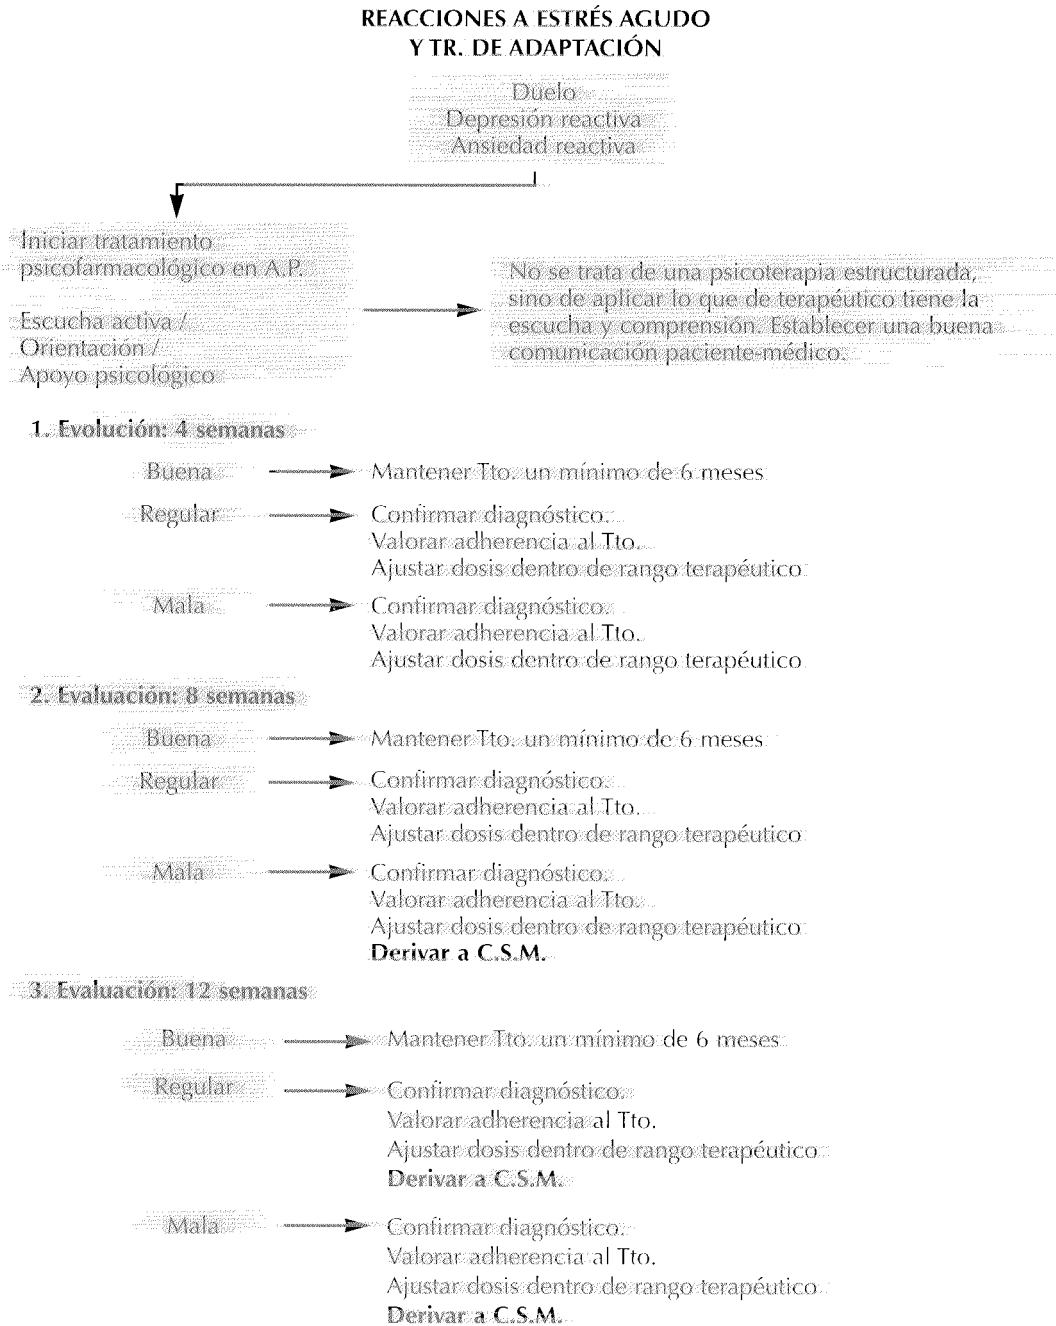 REACCIONES A ESTRÉS AGUDO
Y TR. DE ADAPTACIÓN
Duelo
Depresión reactiva
Ansiedad reactiva
Iniciar tratamiento
psicofarmacológico en A.P.
Escucha activa /
Orientación /
Apoyo psicológico
No se trata de una psicoterapia estructurada,
sino de aplicar lo que de terapéutico tiene la
escucha y comprensión. Establecer una buena
comunicación paciente-médico.
1. Evolución: 4 semanas
Buena Mantener Tto. un mínimo de 6 meses
Regular Confirmar diagnóstico.
Valorar adherencia al Tto.
Ajustar dosis dentro de rango terapéutico
Mala Confirmar diagnóstico.
Valorar adherencia al Tto.
Ajustar dosis dentro de rango terapéutico
2. Evaluación: 8 semanas
Buena Mantener Tto. un mínimo de 6 meses
Regular Confirmar diagnóstico.
Valorar adherencia al Tto.
Ajustar dosis dentro de rango terapéutico
Mala Confirmar diagnóstico.
Valorar adherencia al Tto.
Ajustar dosis dentro de rango terapéutico
Derivar a C.S.M.
3. Evaluación: 12 semanas
Buena Mantener Tto. un mínimo de 6 meses
Regular Confirmar diagnóstico.
Valorar adherencia al Tto.
Ajustar dosis dentro de rango terapéutico
Derivar a C.S.M.
Mala Confirmar diagnóstico.
Valorar adherencia al Tto.
Ajustar dosis dentro de rango terapéutico
Derivar a C.S.M.